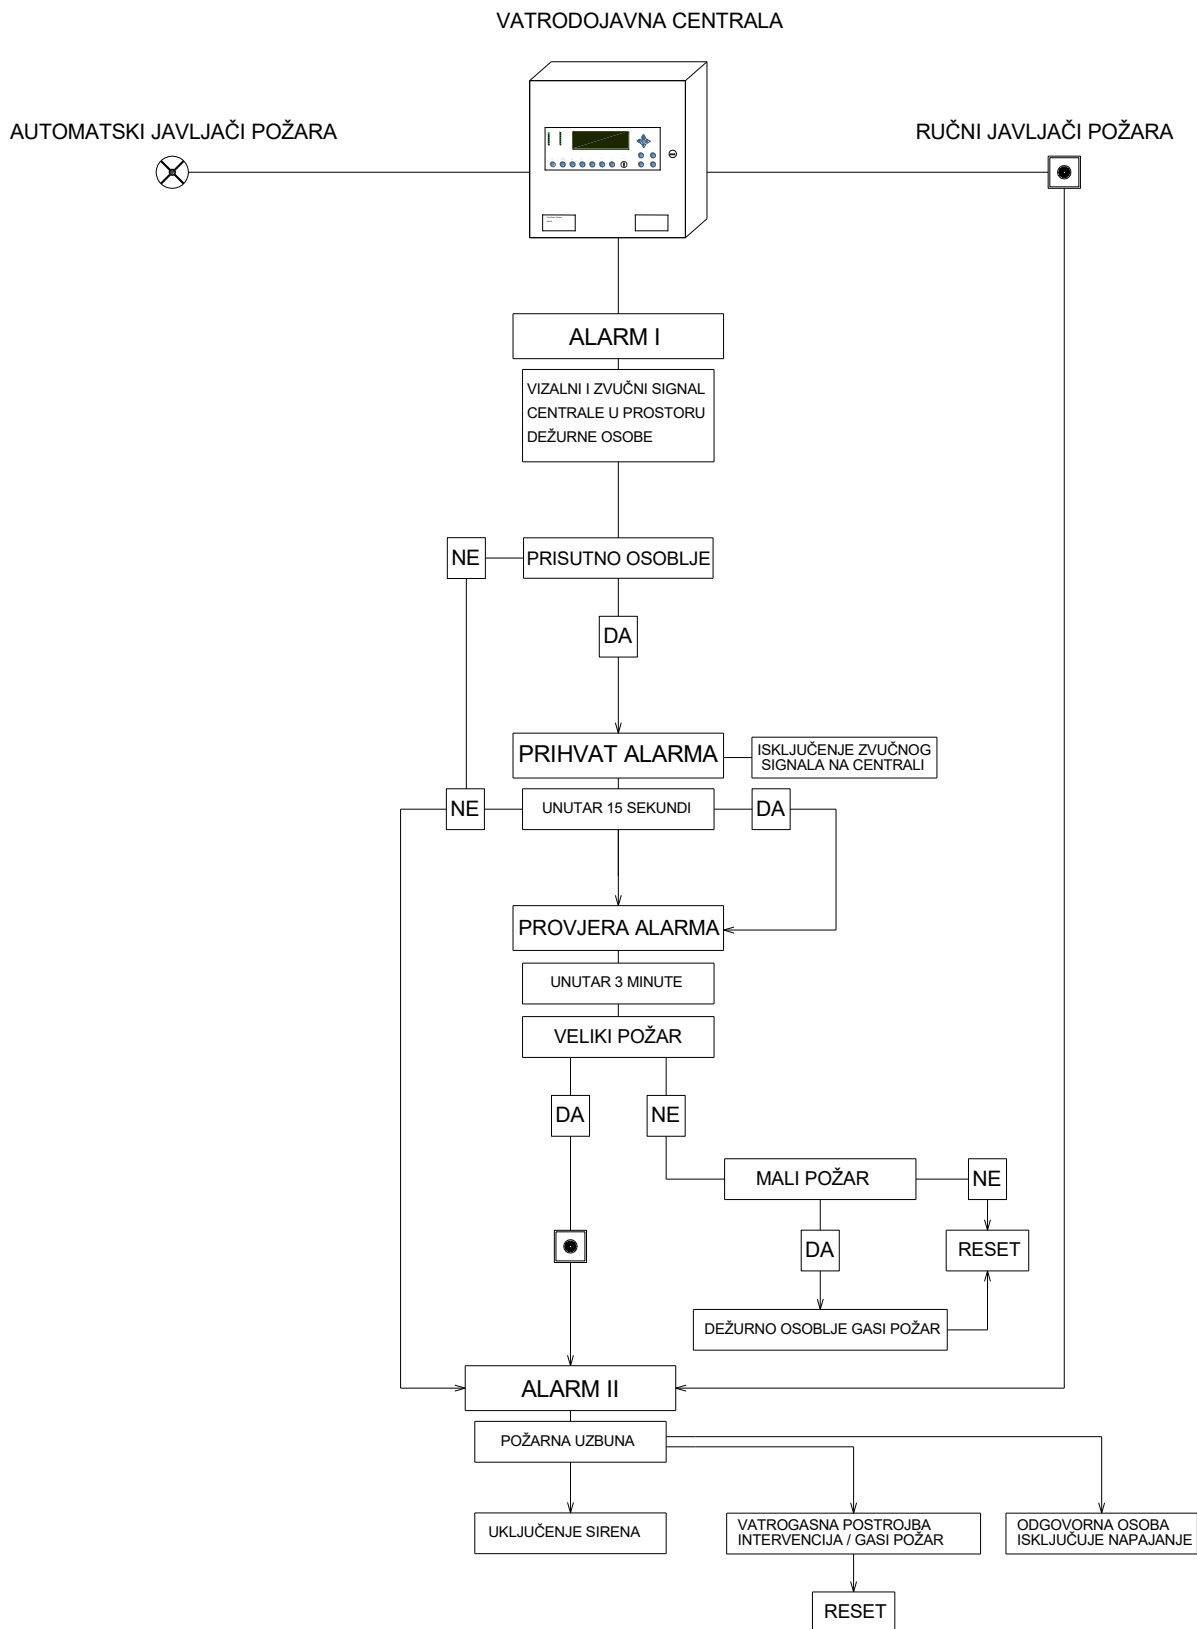 VATRODOJAVNA CENTRALA
AUTOMATSKI JAVLJAČI POŽARA
RUČNI JAVLJAČI POŽARA
ALARM I
VIZALNI I ZVUČNI SIGNAL
CENTRALE U PROSTORU
DEŽURNE OSOBE
NE
PRISUTNO OSOBLJE
DA
PRIHVAT ALARMA
ISKLJUČENJE ZVUČNOG
SIGNALA NA CENTRALI
NE
UNUTAR 15 SEKUNDI
DA
PROVJERA ALARMA
UNUTAR 3 MINUTE
VELIKI POŽAR
DA
NE
MALI POŽAR
NE
DA
RESET
DEŽURNO OSOBLJE GASI POŽAR
ALARM II
POŽARNA UZBUNA
UKLJUČENJE SIRENA
VATROGASNA POSTROJBA
INTERVENCIJA / GASI POŽAR
ODGOVORNA OSOBA
ISKLJUČUJE NAPAJANJE
RESET